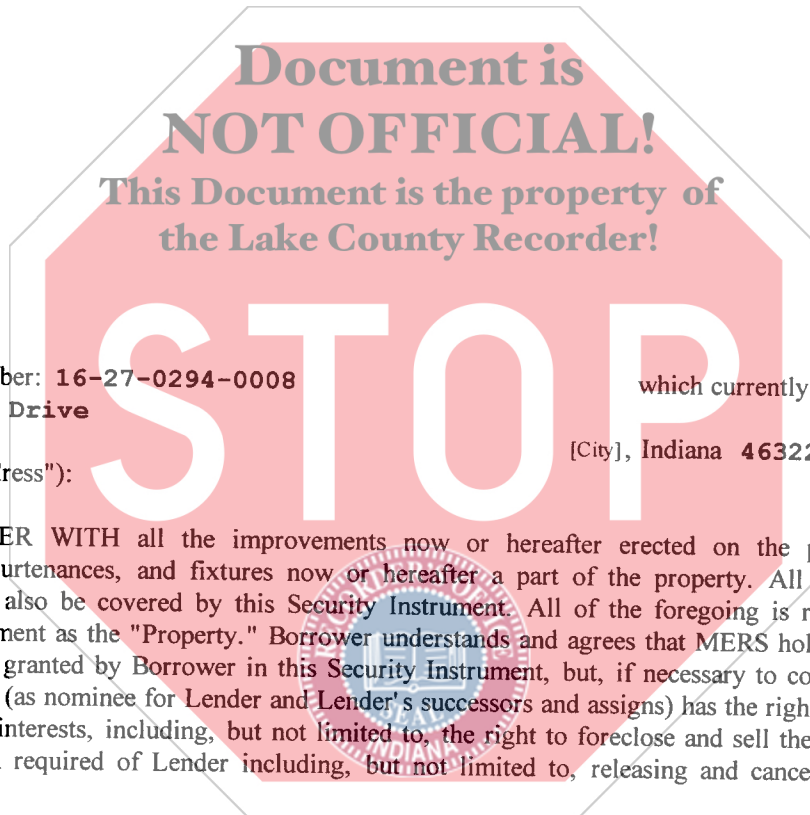 Document is
NOT OFFICIAL!
This Document is the property of
the Lake County Recorder!
STOP
ber: 16-27-0294-0008 which currently
Drive
[City], Indiana 46322
ress"):
ER WITH all the improvements now or hereafter erected on the
urtenances, and fixtures now or hereafter a part of the property. All
also be covered by this Security Instrument. All of the foregoing is r
ment as the "Property." Borrower understands and agrees that MERS hol
granted by Borrower in this Security Instrument, but, if necessary to co
(as nominee for Lender and Lender's successors and assigns) has the righ
interests, including, but not limited to, the right to foreclose and sell the
required of Lender including, but not limited to, releasing and cance
RECORDER'S OFFICE
SEAL
INDIANA